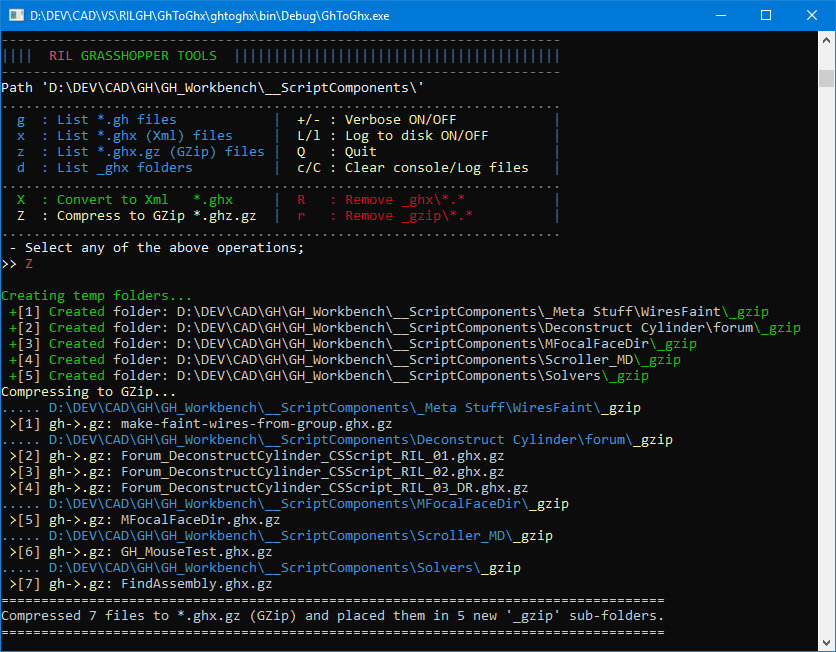 D:\DEV\CAD\VS\RILGH\GhToGhx\ghtoghx\bin\Debug\GhToGhx.exe
----------------------------------------------------------------------
|||| RIL GRASSHOPPER TOOLS |||||||||||||||||||||||||||||||||||||||||
----------------------------------------------------------------------
Path 'D:\DEV\CAD\GH\GH_Workbench\__ScriptComponents\'
......................................................................
g : List *.gh files | +/- : Verbose ON/OFF |
x : List *.ghx (Xml) files | L/l : Log to disk ON/OFF |
z : List *.ghx.gz (GZip) files | Q : Quit |
d : List _ghx folders | c/C : Clear console/Log files |
......................................................................
X : Convert to Xml *.ghx | R : Remove _ghx\*.* |
Z : Compress to GZip *.ghz.gz | r : Remove _gzip\*.* |
......................................................................
- Select any of the above operations;
>> Z
Creating temp folders...
+[1] Created folder: D:\DEV\CAD\GH\GH_Workbench\__ScriptComponents\_Meta Stuff\WiresFaint\_gzip
+[2] Created folder: D:\DEV\CAD\GH\GH_Workbench\__ScriptComponents\Deconstruct Cylinder\forum\_gzip
+[3] Created folder: D:\DEV\CAD\GH\GH_Workbench\__ScriptComponents\MFocalFaceDir\_gzip
+[4] Created folder: D:\DEV\CAD\GH\GH_Workbench\__ScriptComponents\Scroller_MD\_gzip
+[5] Created folder: D:\DEV\CAD\GH\GH_Workbench\__ScriptComponents\Solvers\_gzip
Compressing to GZip...
..... D:\DEV\CAD\GH\GH_Workbench\__ScriptComponents\_Meta Stuff\WiresFaint\_gzip
>[1] gh->.gz: make-faint-wires-from-group.ghx.gz
..... D:\DEV\CAD\GH\GH_Workbench\__ScriptComponents\Deconstruct Cylinder\forum\_gzip
>[2] gh->.gz: Forum_DeconstructCylinder_CSScript_RIL_01.ghx.gz
>[3] gh->.gz: Forum_DeconstructCylinder_CSScript_RIL_02.ghx.gz
>[4] gh->.gz: Forum_DeconstructCylinder_CSScript_RIL_03_DR.ghx.gz
..... D:\DEV\CAD\GH\GH_Workbench\__ScriptComponents\MFocalFaceDir\_gzip
>[5] gh->.gz: MFocalFaceDir.ghx.gz
..... D:\DEV\CAD\GH\GH_Workbench\__ScriptComponents\Scroller_MD\_gzip
>[6] gh->.gz: GH_MouseTest.ghx.gz
..... D:\DEV\CAD\GH\GH_Workbench\__ScriptComponents\Solvers\_gzip
>[7] gh->.gz: FindAssembly.ghx.gz
===================================================================================
Compressed 7 files to *.ghx.gz (GZip) and placed them in 5 new '_gzip' sub-folders.
===================================================================================